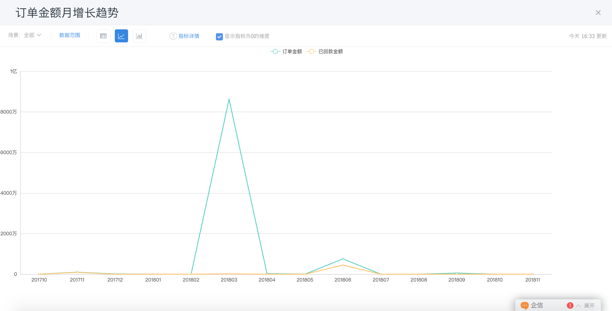 订单金额月增长趋势
场景: 全部 数据范围 指标详情 显示指标为0的维度 今天 16:33 更新
订单金额 已回款金额
1亿
8000万
6000万
4000万
2000万
0
201710 201711 201712 201801 201802 201803 201804 201805 201806 201807 201808 201809 201810 201811
企信 1 展开